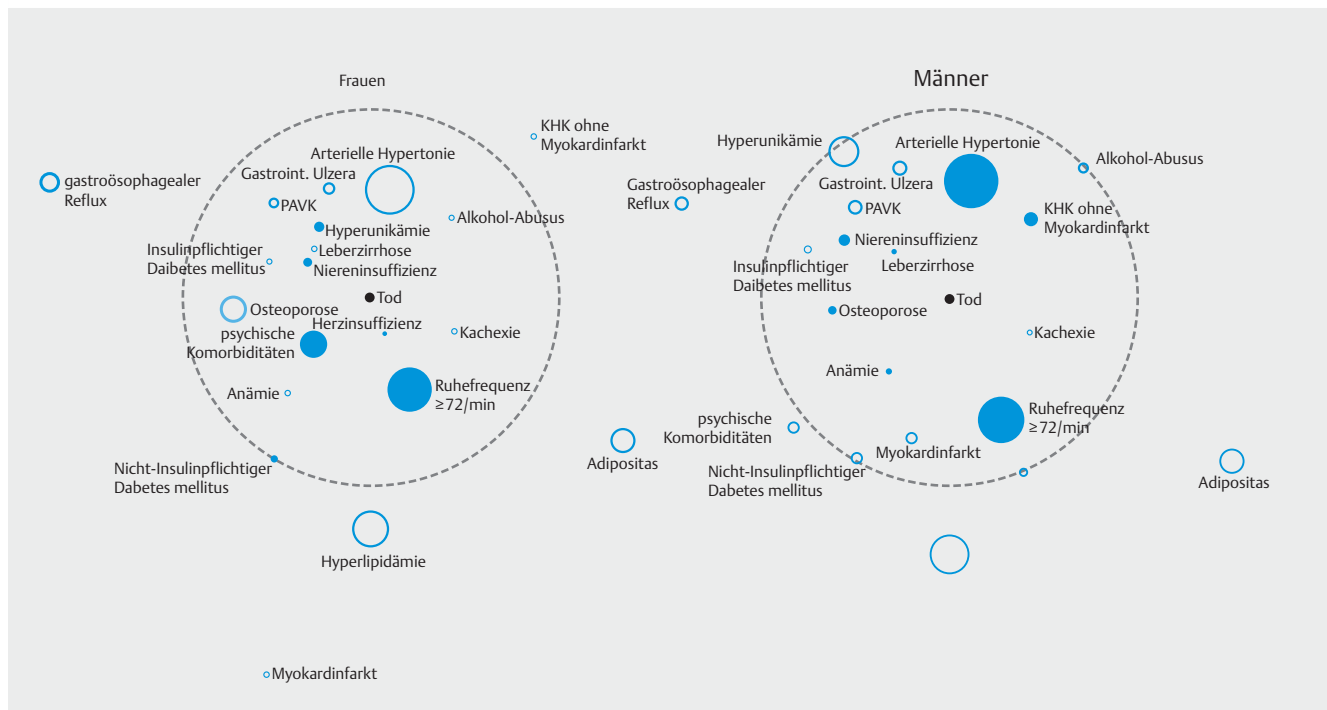 Frauen
KHK ohne
Myokardinfarkt
Arterielle Hypertonie
Gastroint. Ulzera
gastroösophagealer
Reflux
PAVK
Alkohol-Abusus
Hyperunikämie
Leberzirrhose
Insulinpflichtiger
Daibetes mellitus
Niereninsuffizienz
Tod
Osteoporose
Herzinsuffizienz
psychische
Komorbiditäten
Kachexie
Anämie
Ruhefrequenz
≥72/min
Nicht-Insulinpflichtiger
Dabetes mellitus
Adipositas
Hyperlipidämie
Myokardinfarkt
Männer
Hyperunikämie
Arterielle Hypertonie
Alkohol-Abusus
Gastroint. Ulzera
Gastroösophagealer
Reflux
PAVK
KHK ohne
Myokardinfarkt
Niereninsuffizienz
Leberzirrhose
Insulinpflichtiger
Daibetes mellitus
Tod
Osteoporose
Kachexie
Anämie
Ruhefrequenz
≥72/min
psychische
Komorbiditäten
Myokardinfarkt
Nicht-Insulinpflichtiger
Dabetes mellitus
Adipositas